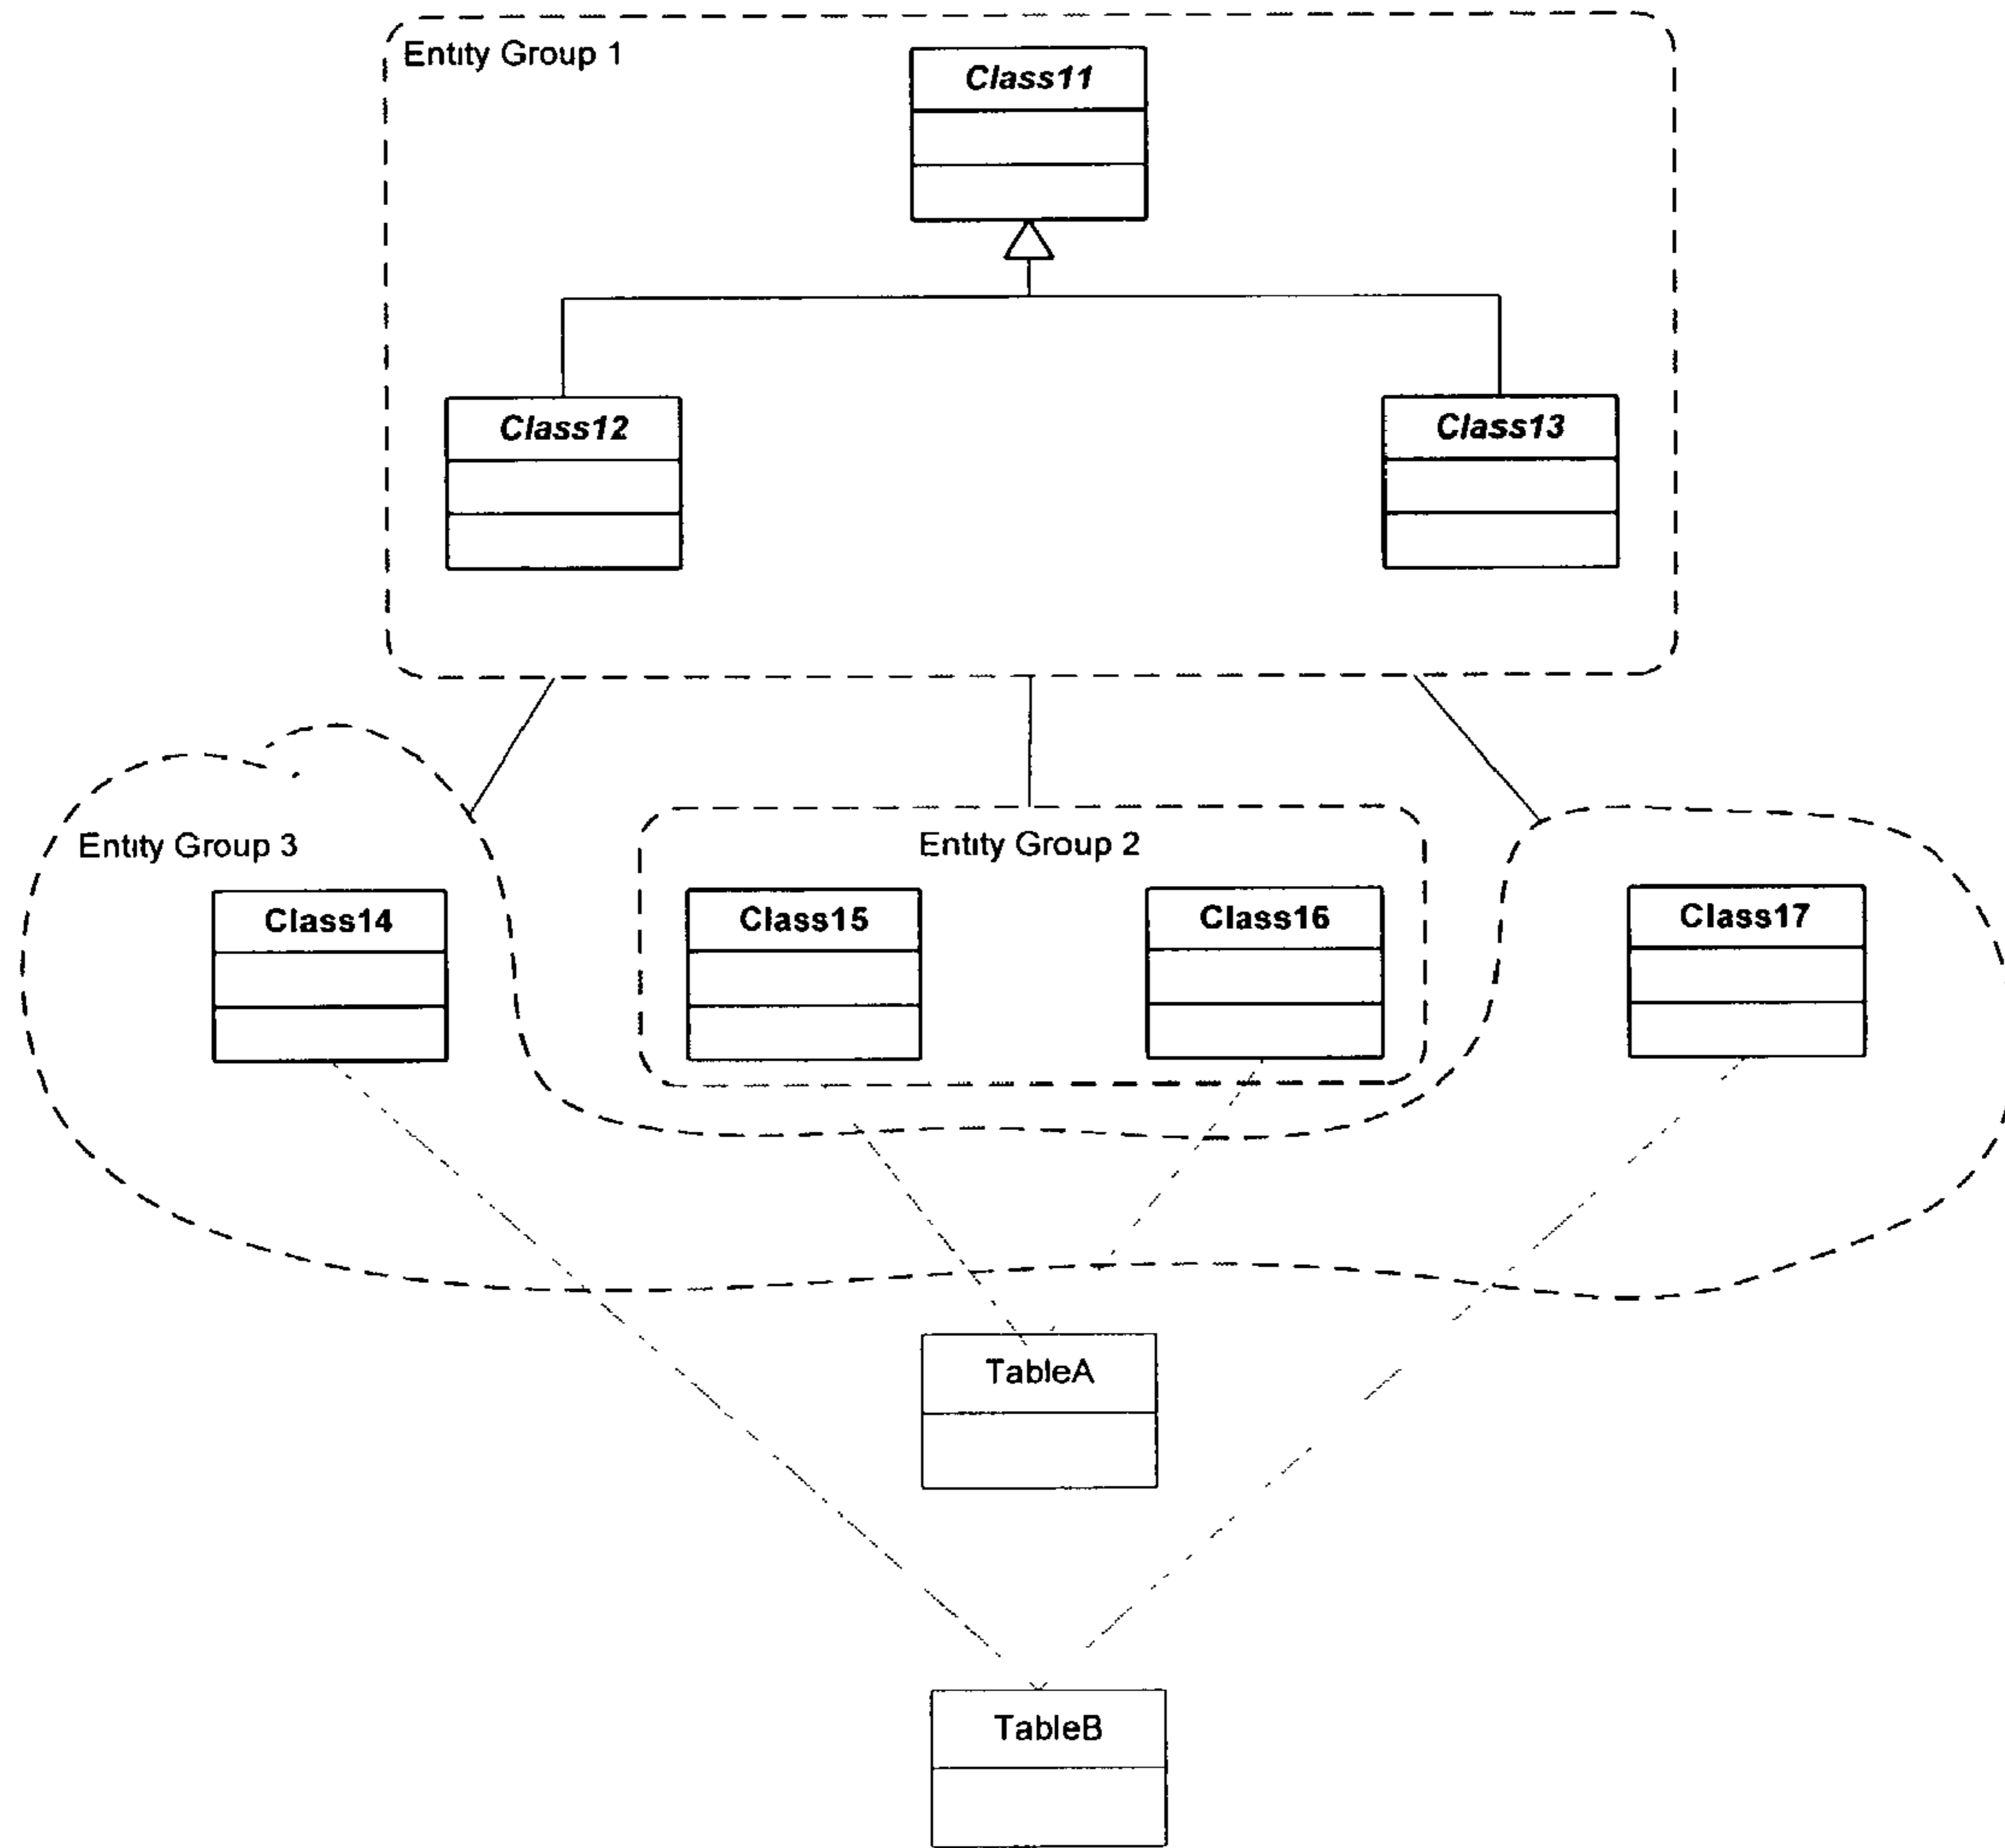 Entity Group 1
Class11
Class12
Class13
Entity Group 3
Entity Group 2
Class14
Class15
Class16
Class17
TableA
TableB